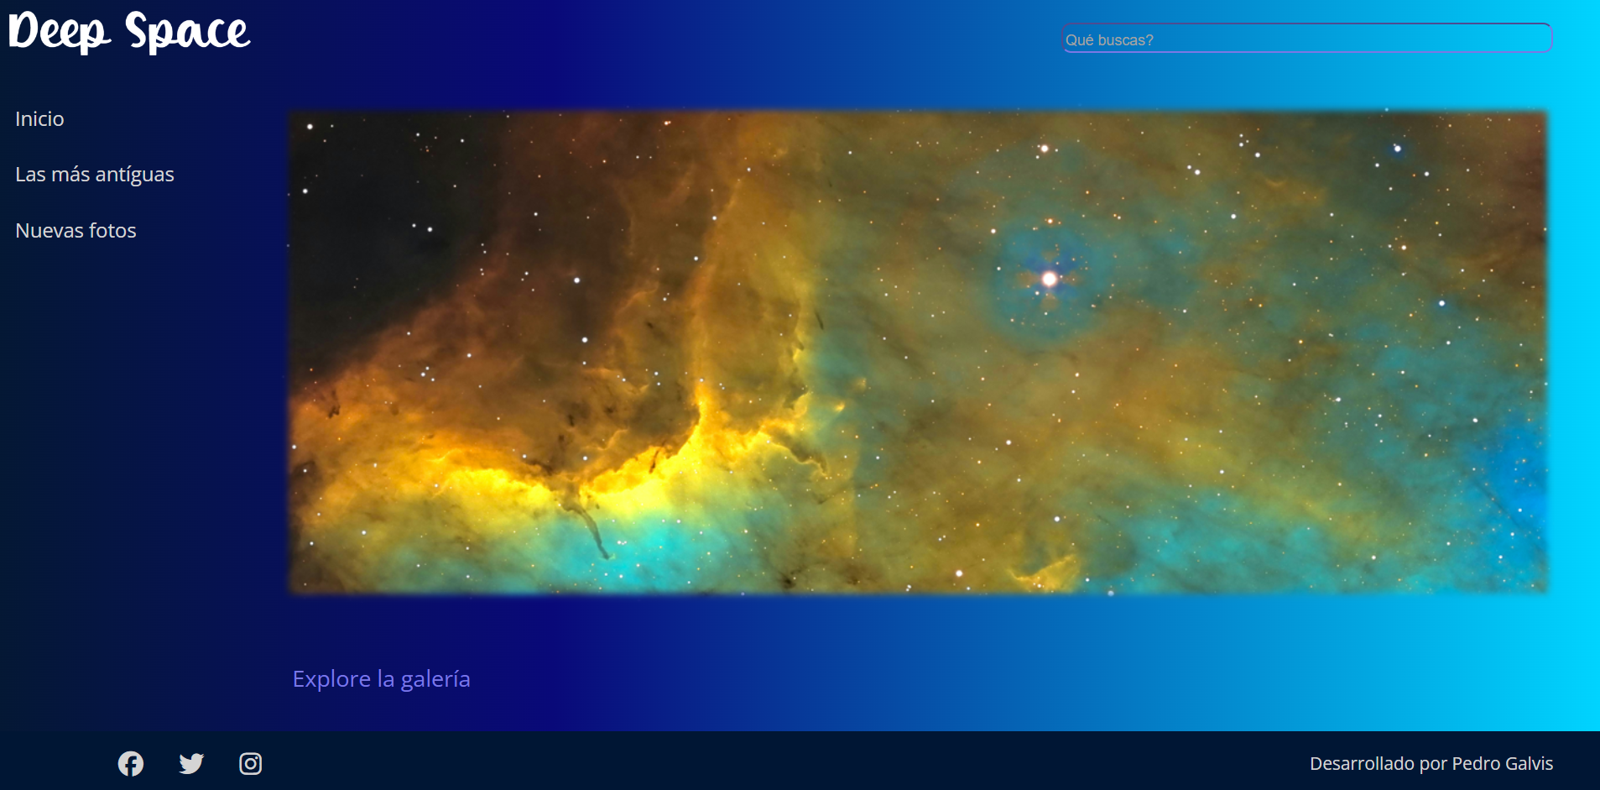 Deep Space
Qué buscas?
Inicio
Las más antíguas
Nuevas fotos
Explore la galería
Desarrollado por Pedro Galvis